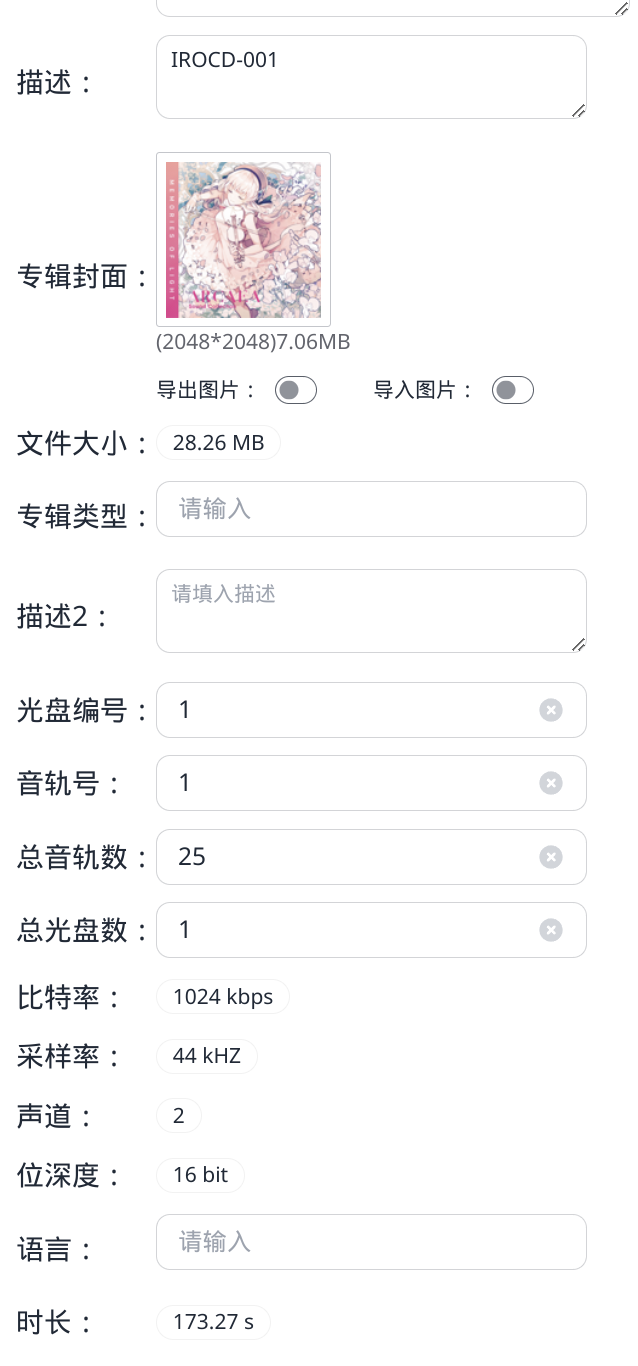 描述：
IROCD-001
专辑封面：
MEMORIES OF LIGHT
ARCAEA
(2048*2048)7.06MB
导出图片： 导入图片：
文件大小： 28.26 MB
专辑类型： 请输入
描述2： 请填入描述
光盘编号： 1
音轨号： 1
总音轨数： 25
总光盘数： 1
比特率： 1024 kbps
采样率： 44 kHZ
声道： 2
位深度： 16 bit
语言： 请输入
时长： 173.27 s